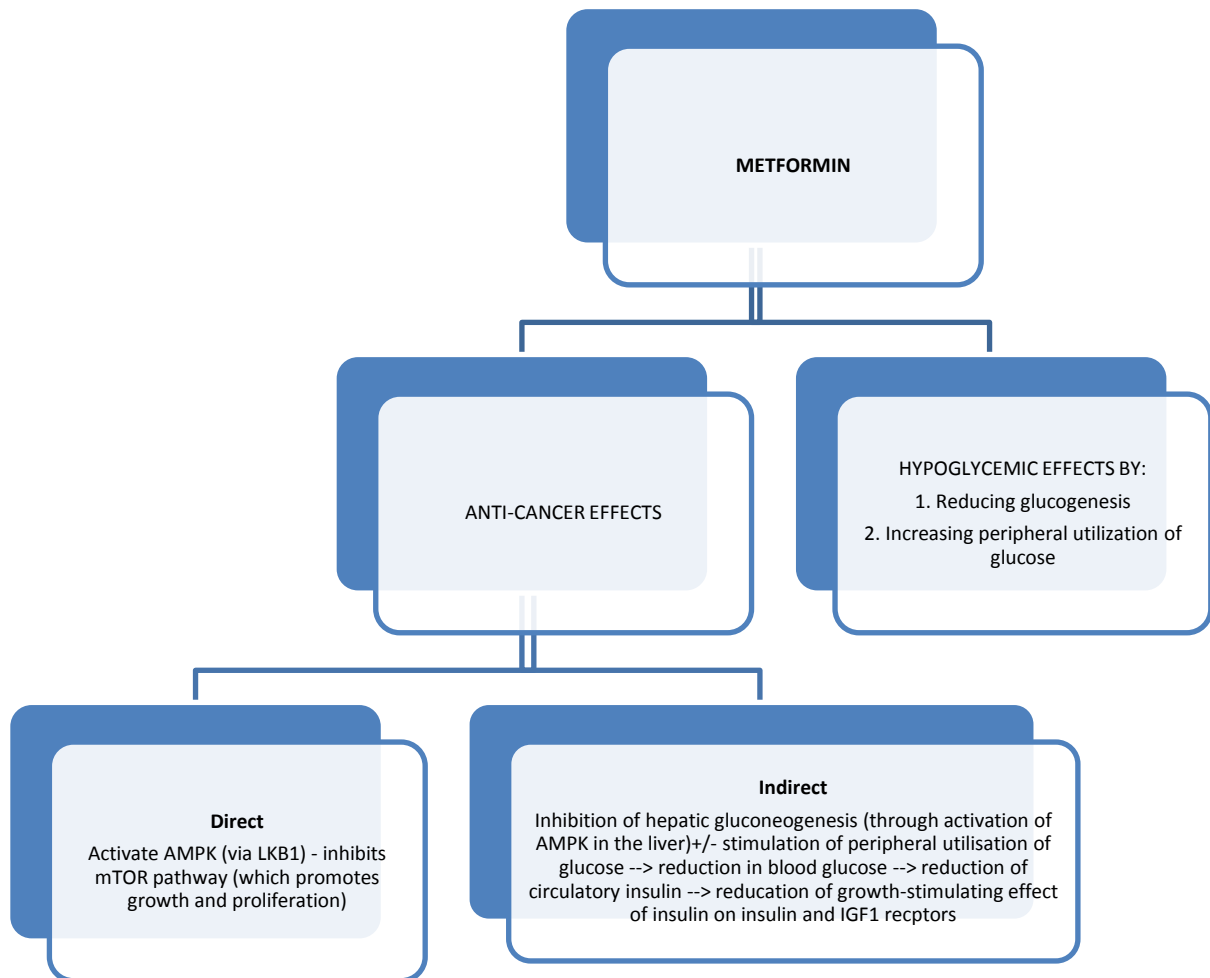 METFORMIN
ANTI-CANCER EFFECTS
HYPOGLYCEMIC EFFECTS BY:
1. Reducing glucogenesis
2. Increasing peripheral utilization of
glucose
Direct
Activate AMPK (via LKB1) - inhibits
mTOR pathway (which promotes
growth and proliferation)
Indirect
Inhibition of hepatic gluconeogenesis (through activation of
AMPK in the liver)+/- stimulation of peripheral utilisation of
glucose --> reduction in blood glucose --> reduction of
circulatory insulin --> reducation of growth-stimulating effect
of insulin on insulin and IGF1 recptors